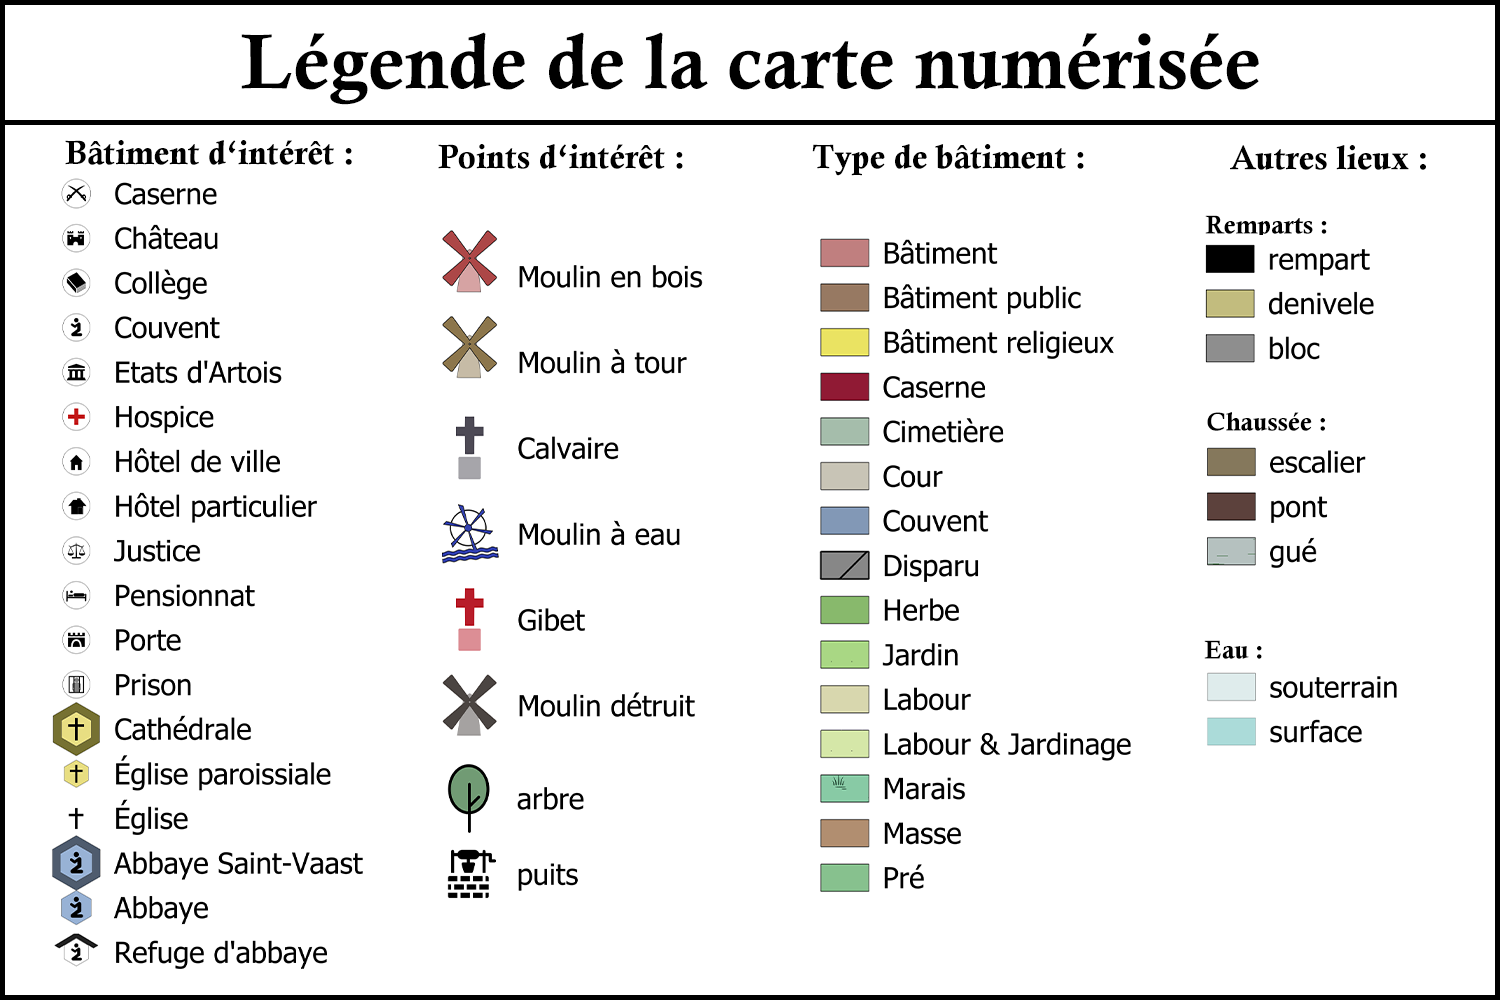 Légende de la carte numérisée
Bâtiment d‘intérêt :
Caserne
Château
Collège
Couvent
Etats d'Artois
Hospice
Hôtel de ville
Hôtel particulier
Justice
Pensionnat
Porte
Prison
Cathédrale
Église paroissiale
Église
Abbaye Saint-Vaast
Abbaye
Refuge d'abbaye
Points d‘intérêt :
Moulin en bois
Moulin à tour
Calvaire
Moulin à eau
Gibet
Moulin détruit
arbre
puits
Type de bâtiment :
Bâtiment
Bâtiment public
Bâtiment religieux
Caserne
Cimetière
Cour
Couvent
Disparu
Herbe
Jardin
Labour
Labour & Jardinage
Marais
Masse
Pré
Autres lieux :
Remparts :
rempart
denivele
bloc
Chaussée :
escalier
pont
gué
Eau :
souterrain
surface